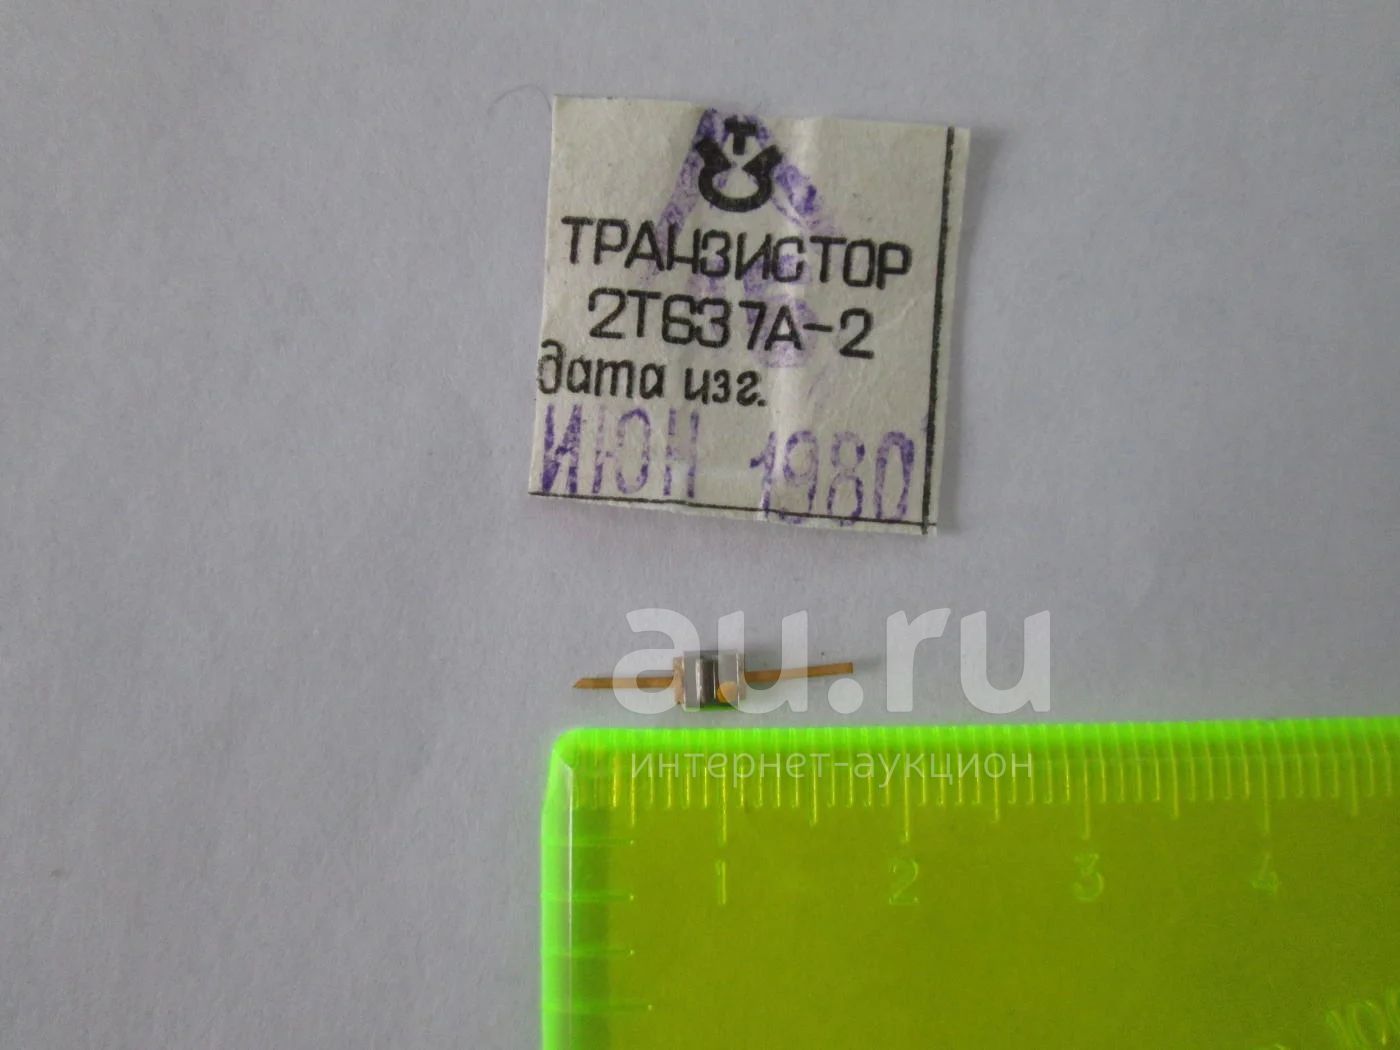 Т
ТРАНЗИСТОР
2Т637А-2
дата изг.
ИЮН 1980
au.ru
интернет-аукцион
1 2 3 4